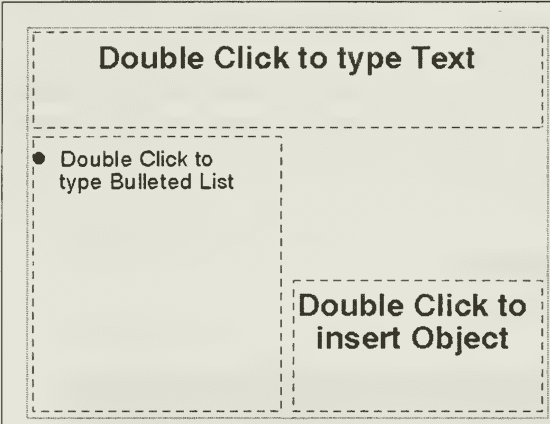 Double Click to type Text
● Double Click to
type Bulleted List
Double Click to
insert Object